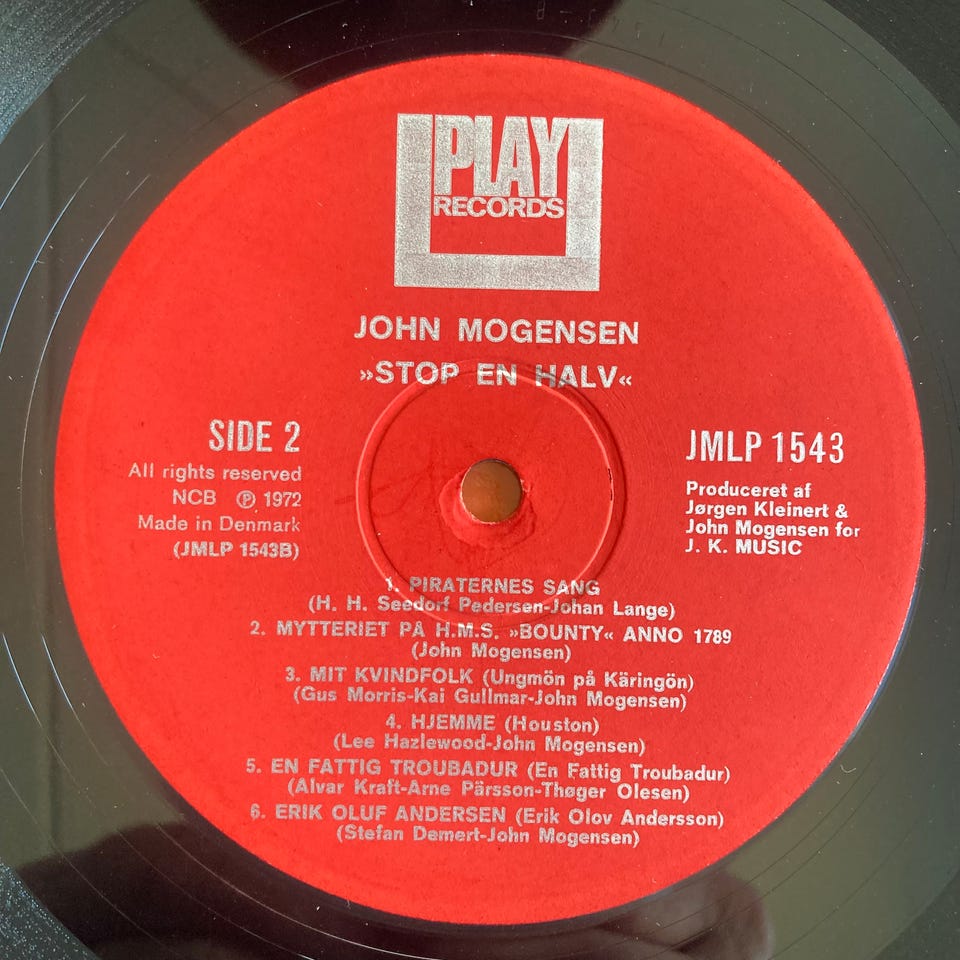 PLAY
RECORDS
JOHN MOGENSEN
»STOP EN HALV«
SIDE 2
All rights reserved
NCB ℗ 1972
Made in Denmark
(JMLP 1543B)
JMLP 1543
Produceret af
Jørgen Kleinert &
John Mogensen for
J. K. MUSIC
1. PIRATERNES SANG
(H. H. Seedorf Pedersen-Johan Lange)
2. MYTTERIET PÅ H.M.S. »BOUNTY« ANNO 1789
(John Mogensen)
3. MIT KVINDFOLK (Ungmön på Käringön)
(Gus Morris-Kai Gullmar-John Mogensen)
4. HJEMME (Houston)
(Lee Hazlewood-John Mogensen)
5. EN FATTIG TROUBADUR (En Fattig Troubadur)
(Alvar Kraft-Arne Pärsson-Thøger Olesen)
6. ERIK OLUF ANDERSEN (Erik Olov Andersson)
(Stefan Demert-John Mogensen)